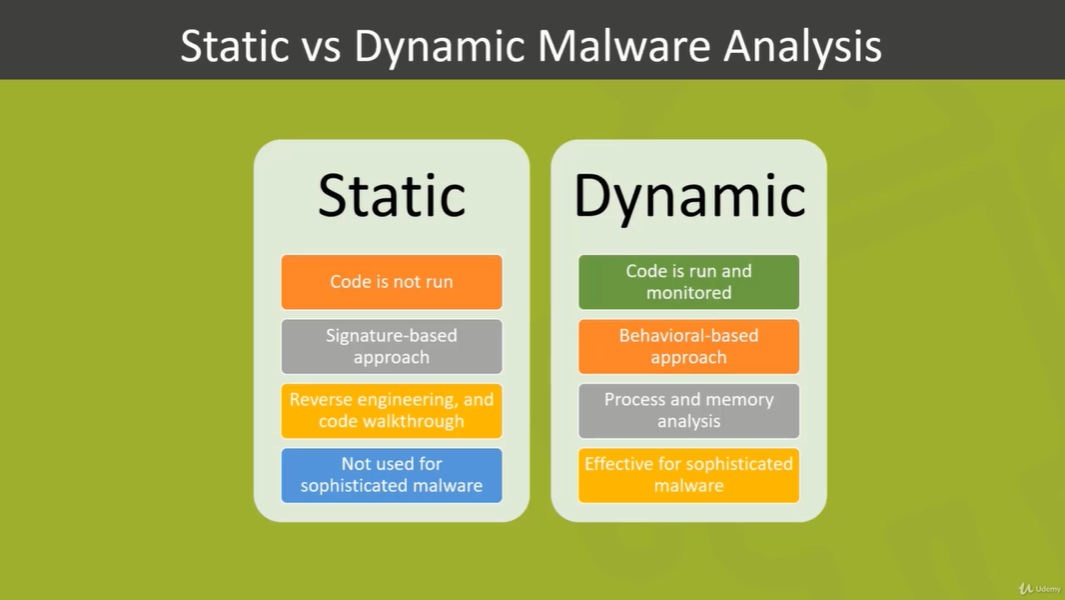 Static vs Dynamic Malware Analysis
Static
Code is not run
Signature-based
approach
Reverse engineering, and
code walkthrough
Not used for
sophisticated malware
Dynamic
Code is run and
monitored
Behavioral-based
approach
Process and memory
analysis
Effective for sophisticated
malware
Udemy